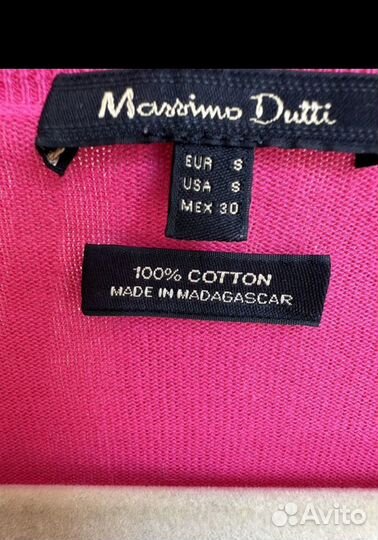 Massimo Dutti
EUR S
USA S
MEX 30
100% COTTON
MADE IN MADAGASCAR
Avito